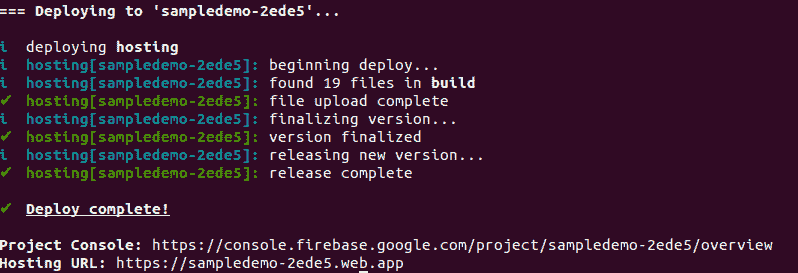 === Deploying to 'sampledemo-2ede5'...
i deploying hosting
i hosting[sampledemo-2ede5]: beginning deploy...
i hosting[sampledemo-2ede5]: found 19 files in build
✔ hosting[sampledemo-2ede5]: file upload complete
i hosting[sampledemo-2ede5]: finalizing version...
✔ hosting[sampledemo-2ede5]: version finalized
i hosting[sampledemo-2ede5]: releasing new version...
✔ hosting[sampledemo-2ede5]: release complete
✔ Deploy complete!
Project Console: https://console.firebase.google.com/project/sampledemo-2ede5/overview
Hosting URL: https://sampledemo-2ede5.web.app